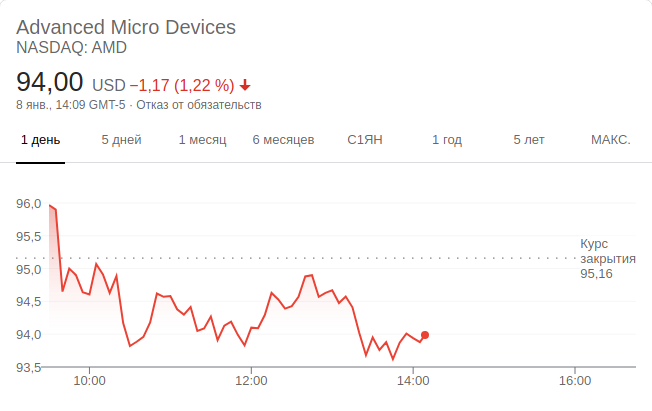 Advanced Micro Devices
NASDAQ: AMD
94,00 USD −1,17 (1,22 %)
8 янв., 14:09 GMT-5 · Отказ от обязательств
1 день 5 дней 1 месяц 6 месяцев С1ЯН 1 год 5 лет МАКС.
96,0
95,5
Курс
закрытия
95,16
95,0
94,5
94,0
93,5
10:00 12:00 14:00 16:00